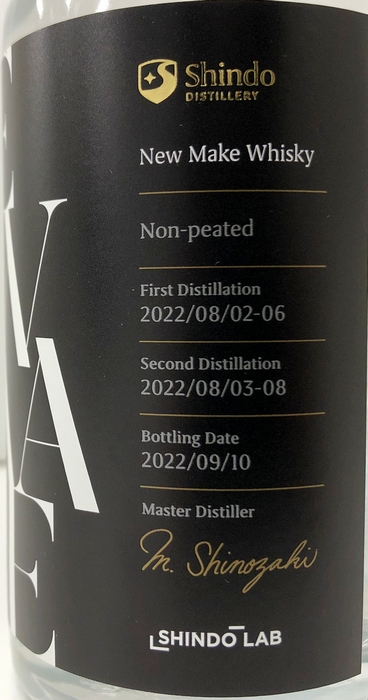 Shindo
DISTILLERY
New Make Whisky
Non-peated
First Distillation
2022/08/02-06
Second Distillation
2022/08/03-08
Bottling Date
2022/09/10
Master Distiller
M. Shinozaki
SHINDO LAB